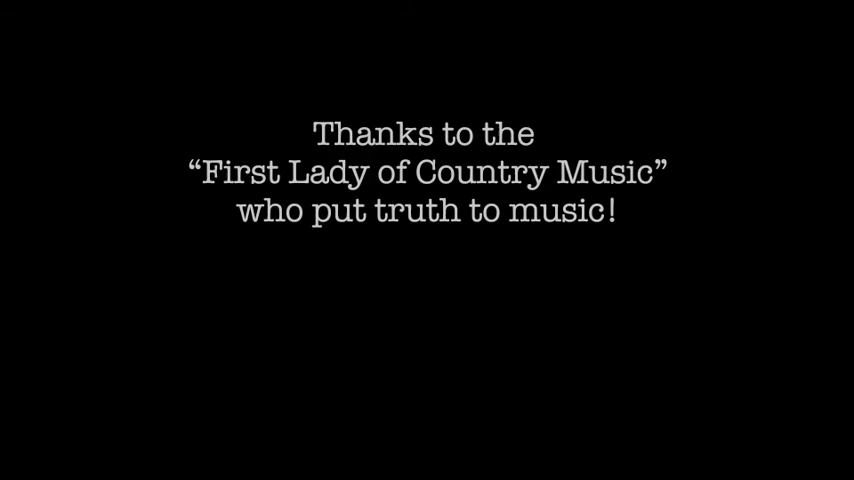 Thanks to the
“First Lady of Country Music”
who put truth to music!